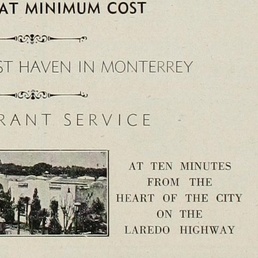 AT MINIMUM COST
ST HAVEN IN MONTERREY
RANT SERVICE
AT TEN MINUTES
FROM THE
HEART OF THE CITY
ON THE
LAREDO HIGHWAY